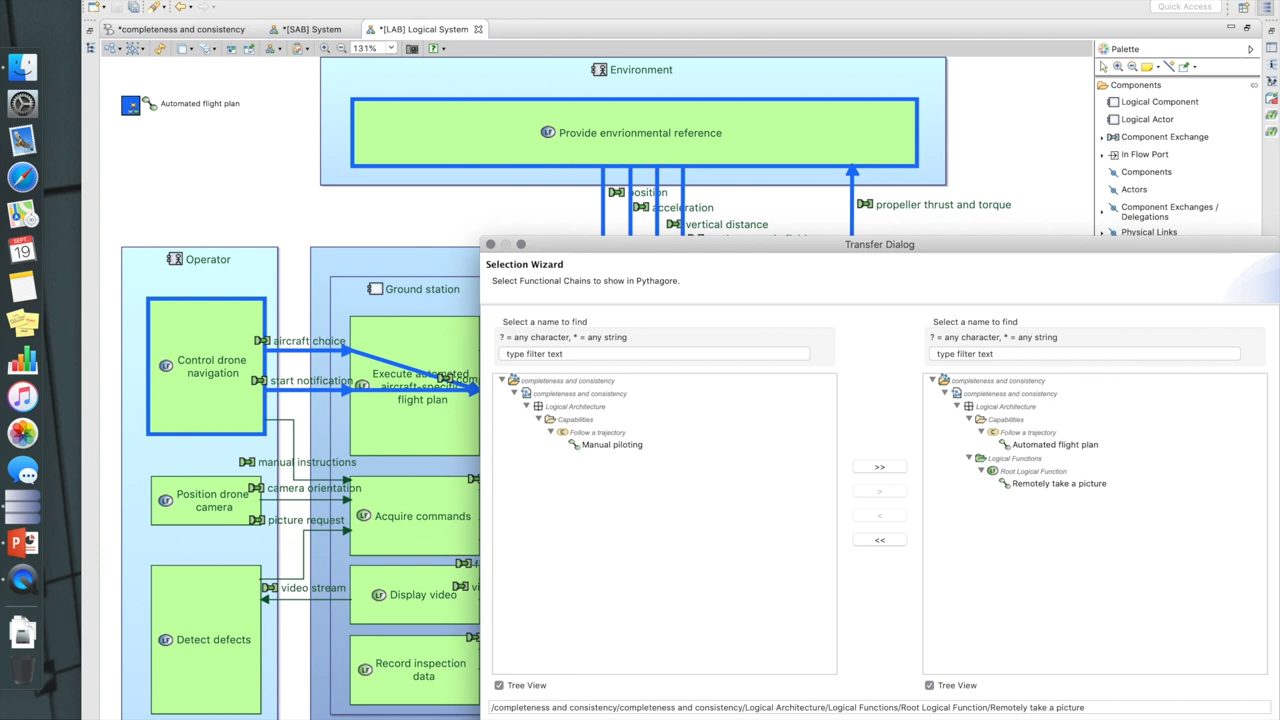 Quick Access
*completeness and consistency
*[SAB] System
*[LAB] Logical System
131%
Palette
Components
Logical Component
Logical Actor
Component Exchange
In Flow Port
Components
Actors
Component Exchanges /
Delegations
Physical Links
Automated flight plan
Environment
Provide envrionmental reference
position
acceleration
vertical distance
propeller thrust and torque
Operator
Control drone
navigation
aircraft choice
start notification
manual instructions
Position drone
camera
camera orientation
picture request
video stream
Detect defects
Ground station
Execute automated
aircraft-specific
flight plan
Acquire commands
Display video
Record inspection
data
Transfer Dialog
Selection Wizard
Select Functional Chains to show in Pythagore.
Select a name to find
? = any character, * = any string
type filter text
completeness and consistency
completeness and consistency
Logical Architecture
Capabilities
Follow a trajectory
Manual piloting
Tree View
>>
>
<
<<
Select a name to find
? = any character, * = any string
type filter text
completeness and consistency
completeness and consistency
Logical Architecture
Capabilities
Follow a trajectory
Automated flight plan
Logical Functions
Root Logical Function
Remotely take a picture
Tree View
/completeness and consistency/completeness and consistency/Logical Architecture/Logical Functions/Root Logical Function/Remotely take a picture
SEP
19